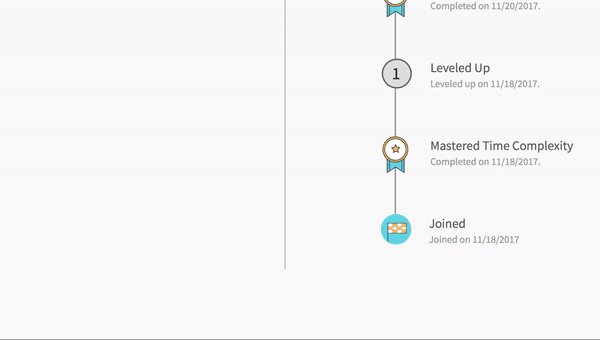 Completed on 11/20/2017.
1
Leveled Up
Leveled up on 11/18/2017.
Mastered Time Complexity
Completed on 11/18/2017.
Joined
Joined on 11/18/2017